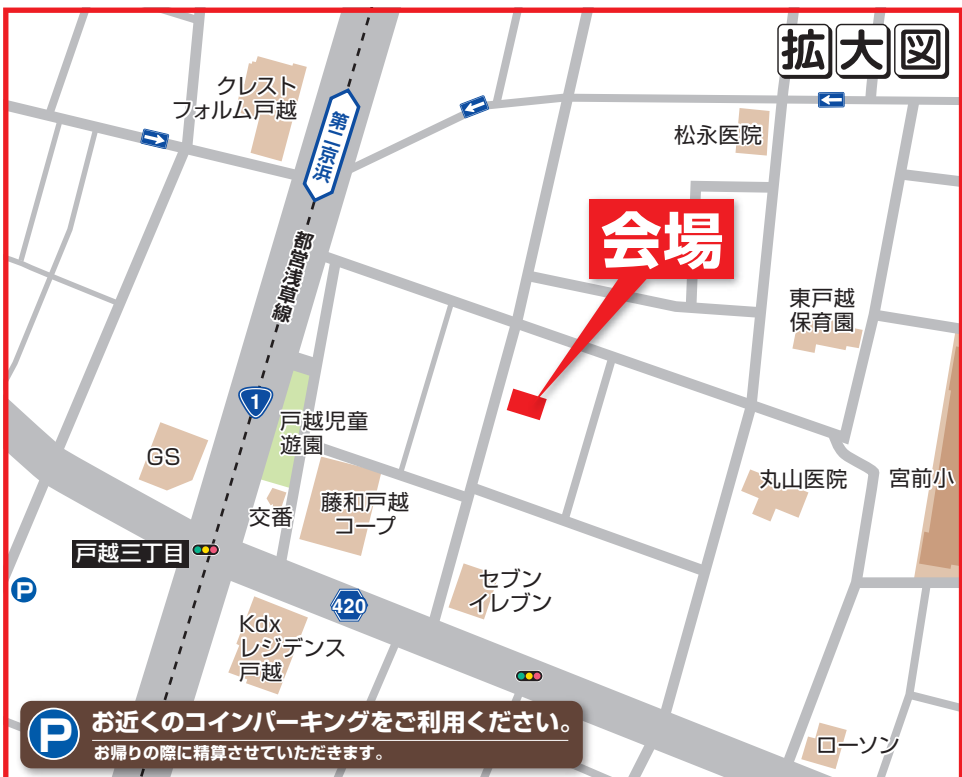 拡大図
クレスト
フォルム戸越
第二京浜
松永医院
会場
都営浅草線
東戸越
保育園
1
戸越児童
遊園
GS
丸山医院
宮前小
藤和戸越
コープ
交番
戸越三丁目
P
セブン
イレブン
420
Kdx
レジデンス
戸越
P
お近くのコインパーキングをご利用ください。
お帰りの際に精算させていただきます。
ローソン